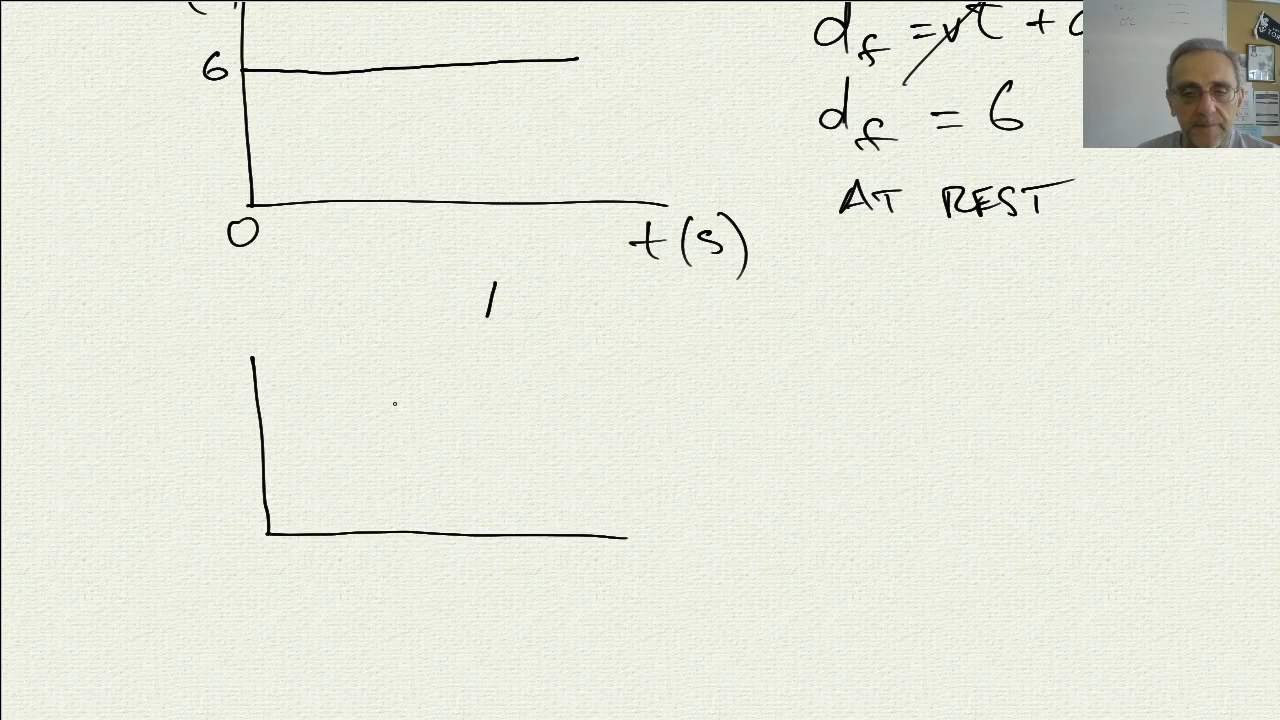 6
0
t (s)
d_f = vt +
d_f = 6
AT REST